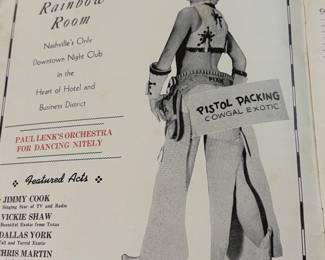 Rainbow
Room
Nashville's Only
Downtown Night Club
in the
Heart of Hotel and
Business District
PAUL LENK'S ORCHESTRA
FOR DANCING NITELY
Featured Acts
JIMMY COOK
Singing Star of TV and Radio
VICKIE SHAW
Beautiful Exotic from Texas
DALLAS YORK
Tall and Torrid Exotic
CHRIS MARTIN
PISTOL PACKING
COWGAL EXOTIC